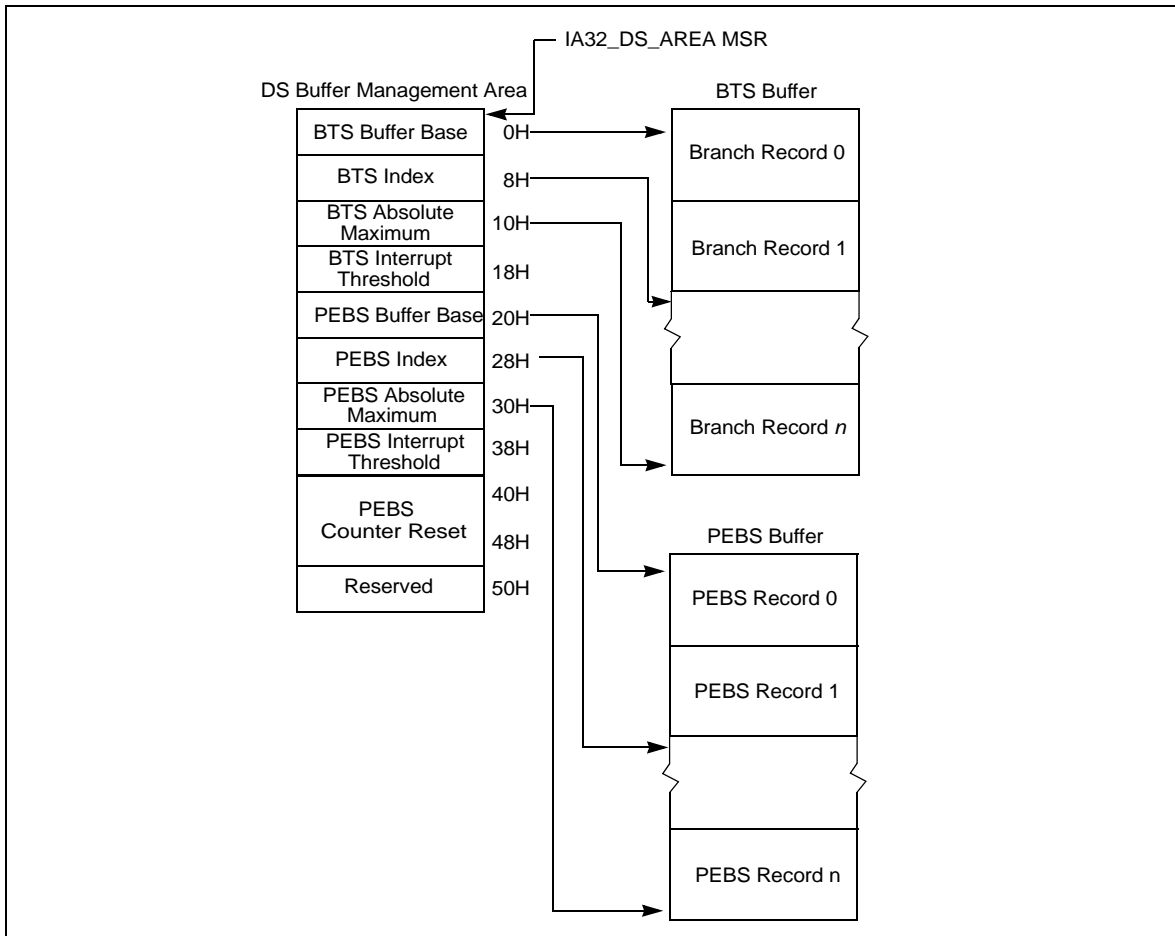 IA32_DS_AREA MSR
DS Buffer Management Area
BTS Buffer Base 0H
BTS Index 8H
BTS Absolute
Maximum 10H
BTS Interrupt
Threshold 18H
PEBS Buffer Base 20H
PEBS Index 28H
PEBS Absolute
Maximum 30H
PEBS Interrupt
Threshold 38H
40H
PEBS
Counter Reset
48H
Reserved 50H
BTS Buffer
Branch Record 0
Branch Record 1
Branch Record n
PEBS Buffer
PEBS Record 0
PEBS Record 1
PEBS Record n